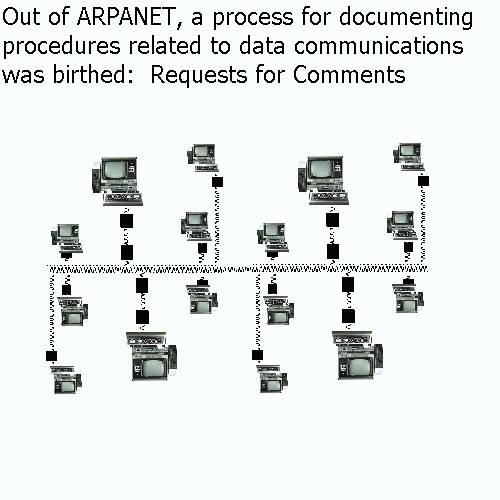 Out of ARPANET, a process for documenting
procedures related to data communications
was birthed:  Requests for Comments